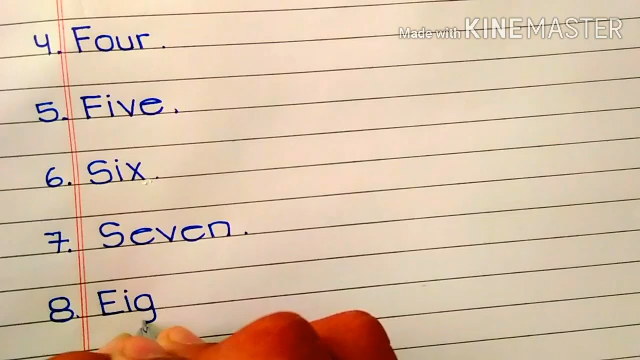 Made with KINEMASTER
4. Four.
5. Five.
6. Six.
7. Seven.
8. Eig